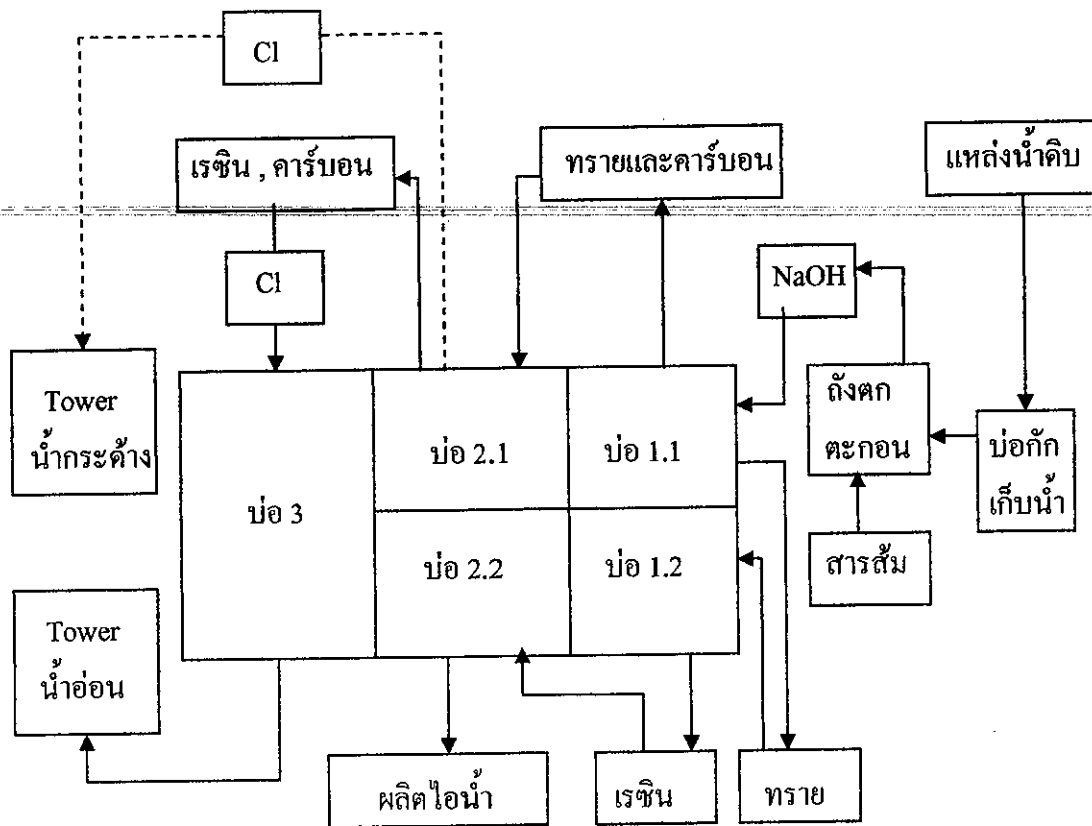 Cl
เรซิน , คาร์บอน
ทรายและคาร์บอน
แหล่งน้ำดิบ
Cl
NaOH
Tower
น้ำกระด้าง
ถังตก
ตะกอน
บ่อกัก
เก็บน้ำ
บ่อ 2.1
บ่อ 1.1
บ่อ 3
บ่อ 2.2
บ่อ 1.2
สารส้ม
Tower
น้ำอ่อน
ผลิตไอน้ำ
เรซิน
ทราย